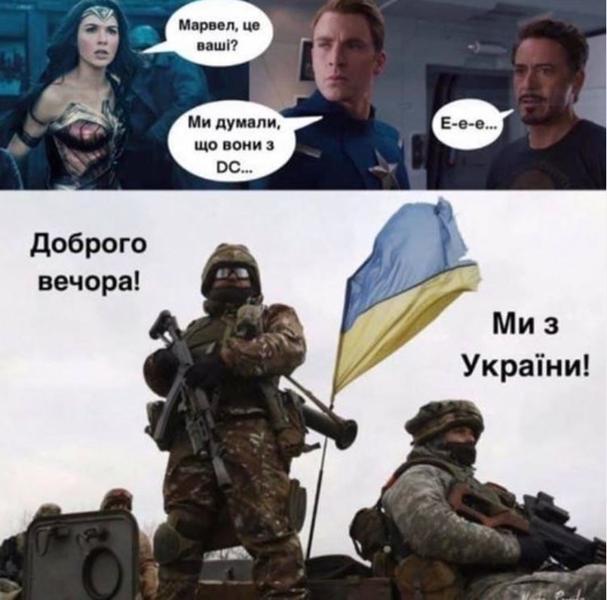 Марвел, це
ваші?
Ми думали,
що вони з
DC...
Е-е-е...
Доброго
вечора!
Ми з
України!